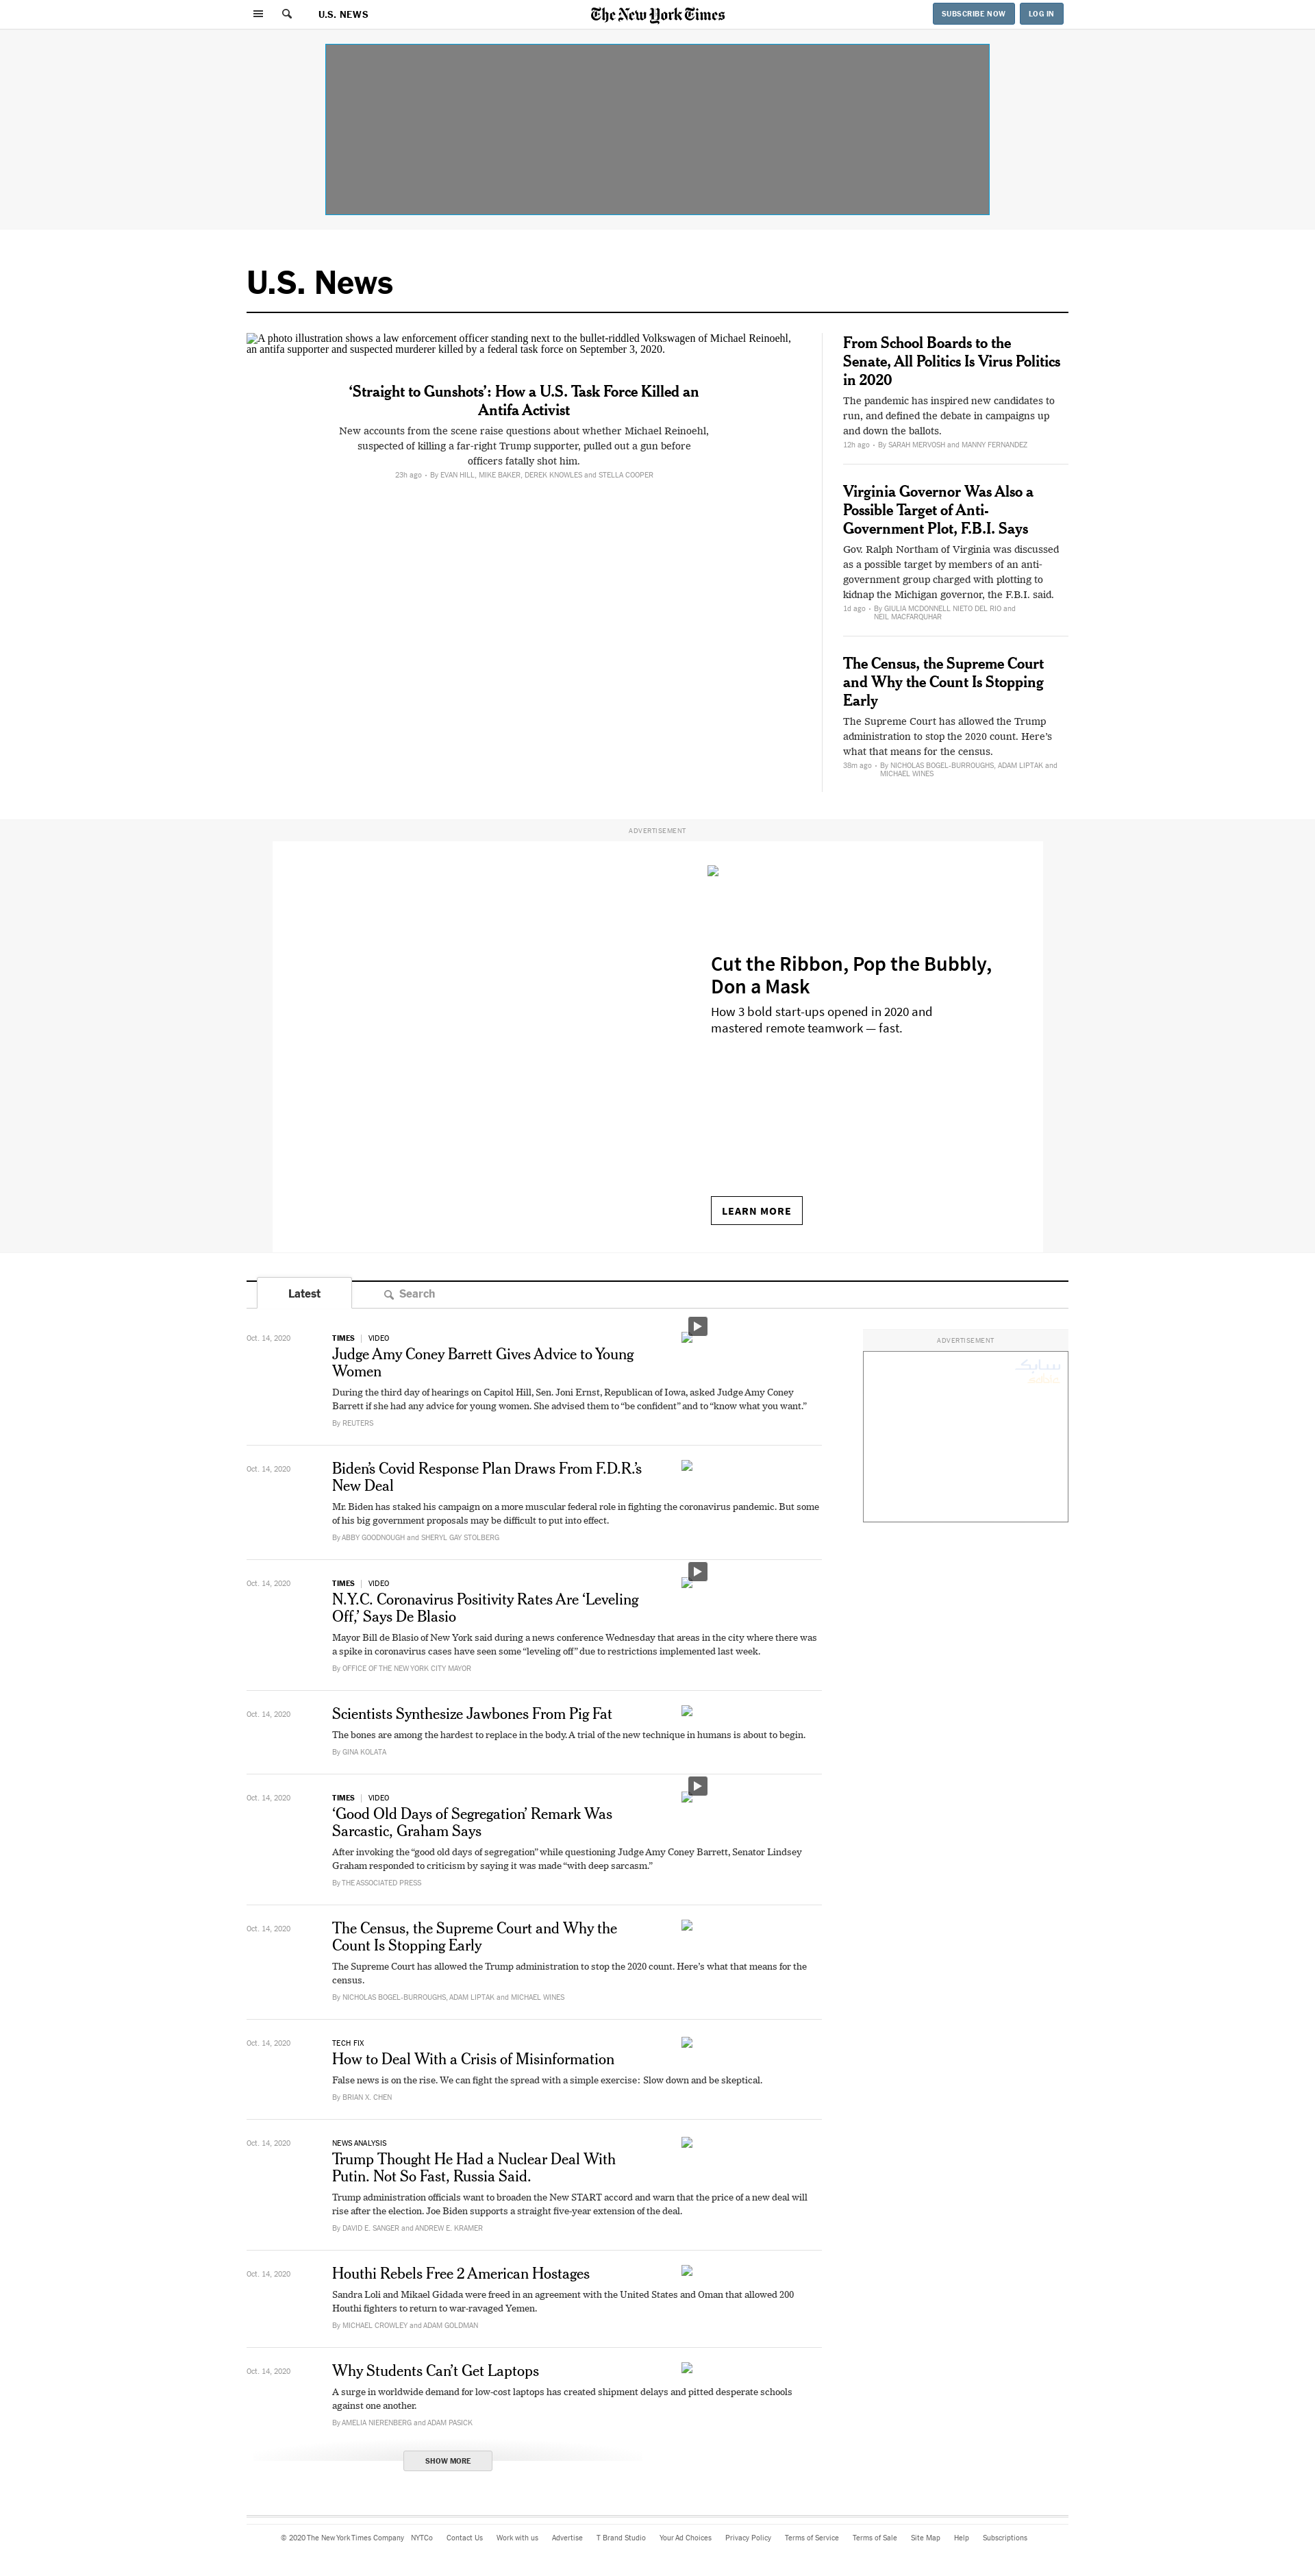 U.S. NEWS
The New York Times
SUBSCRIBE NOW
LOG IN
U.S. News
A photo illustration shows a law enforcement officer standing next to the bullet-riddled Volkswagen of Michael Reinoehl,
an antifa supporter and suspected murderer killed by a federal task force on September 3, 2020.
‘Straight to Gunshots’: How a U.S. Task Force Killed an
Antifa Activist
New accounts from the scene raise questions about whether Michael Reinoehl,
suspected of killing a far-right Trump supporter, pulled out a gun before
officers fatally shot him.
23h ago • By EVAN HILL, MIKE BAKER, DEREK KNOWLES and STELLA COOPER
From School Boards to the
Senate, All Politics Is Virus Politics
in 2020
The pandemic has inspired new candidates to
run, and defined the debate in campaigns up
and down the ballots.
12h ago • By SARAH MERVOSH and MANNY FERNANDEZ
Virginia Governor Was Also a
Possible Target of Anti-
Government Plot, F.B.I. Says
Gov. Ralph Northam of Virginia was discussed
as a possible target by members of an anti-
government group charged with plotting to
kidnap the Michigan governor, the F.B.I. said.
1d ago • By GIULIA MCDONNELL NIETO DEL RIO and
NEIL MACFARQUHAR
The Census, the Supreme Court
and Why the Count Is Stopping
Early
The Supreme Court has allowed the Trump
administration to stop the 2020 count. Here’s
what that means for the census.
38m ago • By NICHOLAS BOGEL-BURROUGHS, ADAM LIPTAK and
MICHAEL WINES
ADVERTISEMENT
Cut the Ribbon, Pop the Bubbly,
Don a Mask
How 3 bold start-ups opened in 2020 and
mastered remote teamwork — fast.
LEARN MORE
Latest
Search
Oct. 14, 2020
TIMES | VIDEO
Judge Amy Coney Barrett Gives Advice to Young
Women
During the third day of hearings on Capitol Hill, Sen. Joni Ernst, Republican of Iowa, asked Judge Amy Coney
Barrett if she had any advice for young women. She advised them to “be confident” and to “know what you want.”
By REUTERS
ADVERTISEMENT
سابك
sabic
Oct. 14, 2020
Biden’s Covid Response Plan Draws From F.D.R.’s
New Deal
Mr. Biden has staked his campaign on a more muscular federal role in fighting the coronavirus pandemic. But some
of his big government proposals may be difficult to put into effect.
By ABBY GOODNOUGH and SHERYL GAY STOLBERG
Oct. 14, 2020
TIMES | VIDEO
N.Y.C. Coronavirus Positivity Rates Are ‘Leveling
Off,’ Says De Blasio
Mayor Bill de Blasio of New York said during a news conference Wednesday that areas in the city where there was
a spike in coronavirus cases have seen some “leveling off” due to restrictions implemented last week.
By OFFICE OF THE NEW YORK CITY MAYOR
Oct. 14, 2020
Scientists Synthesize Jawbones From Pig Fat
The bones are among the hardest to replace in the body. A trial of the new technique in humans is about to begin.
By GINA KOLATA
Oct. 14, 2020
TIMES | VIDEO
‘Good Old Days of Segregation’ Remark Was
Sarcastic, Graham Says
After invoking the “good old days of segregation” while questioning Judge Amy Coney Barrett, Senator Lindsey
Graham responded to criticism by saying it was made “with deep sarcasm.”
By THE ASSOCIATED PRESS
Oct. 14, 2020
The Census, the Supreme Court and Why the
Count Is Stopping Early
The Supreme Court has allowed the Trump administration to stop the 2020 count. Here’s what that means for the
census.
By NICHOLAS BOGEL-BURROUGHS, ADAM LIPTAK and MICHAEL WINES
Oct. 14, 2020
TECH FIX
How to Deal With a Crisis of Misinformation
False news is on the rise. We can fight the spread with a simple exercise: Slow down and be skeptical.
By BRIAN X. CHEN
Oct. 14, 2020
NEWS ANALYSIS
Trump Thought He Had a Nuclear Deal With
Putin. Not So Fast, Russia Said.
Trump administration officials want to broaden the New START accord and warn that the price of a new deal will
rise after the election. Joe Biden supports a straight five-year extension of the deal.
By DAVID E. SANGER and ANDREW E. KRAMER
Oct. 14, 2020
Houthi Rebels Free 2 American Hostages
Sandra Loli and Mikael Gidada were freed in an agreement with the United States and Oman that allowed 200
Houthi fighters to return to war-ravaged Yemen.
By MICHAEL CROWLEY and ADAM GOLDMAN
Oct. 14, 2020
Why Students Can’t Get Laptops
A surge in worldwide demand for low-cost laptops has created shipment delays and pitted desperate schools
against one another.
By AMELIA NIERENBERG and ADAM PASICK
SHOW MORE
© 2020 The New York Times Company NYTCo Contact Us Work with us Advertise T Brand Studio Your Ad Choices Privacy Policy Terms of Service Terms of Sale Site Map Help Subscriptions